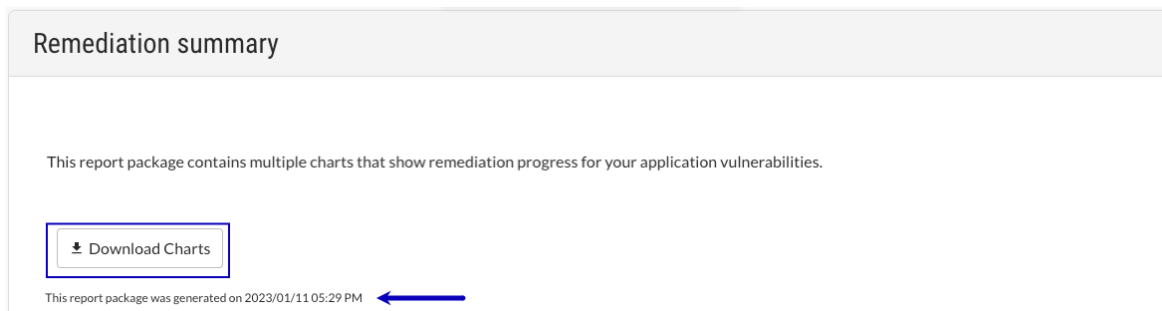 Remediation summary
This report package contains multiple charts that show remediation progress for your application vulnerabilities.
Download Charts
This report package was generated on 2023/01/11 05:29 PM